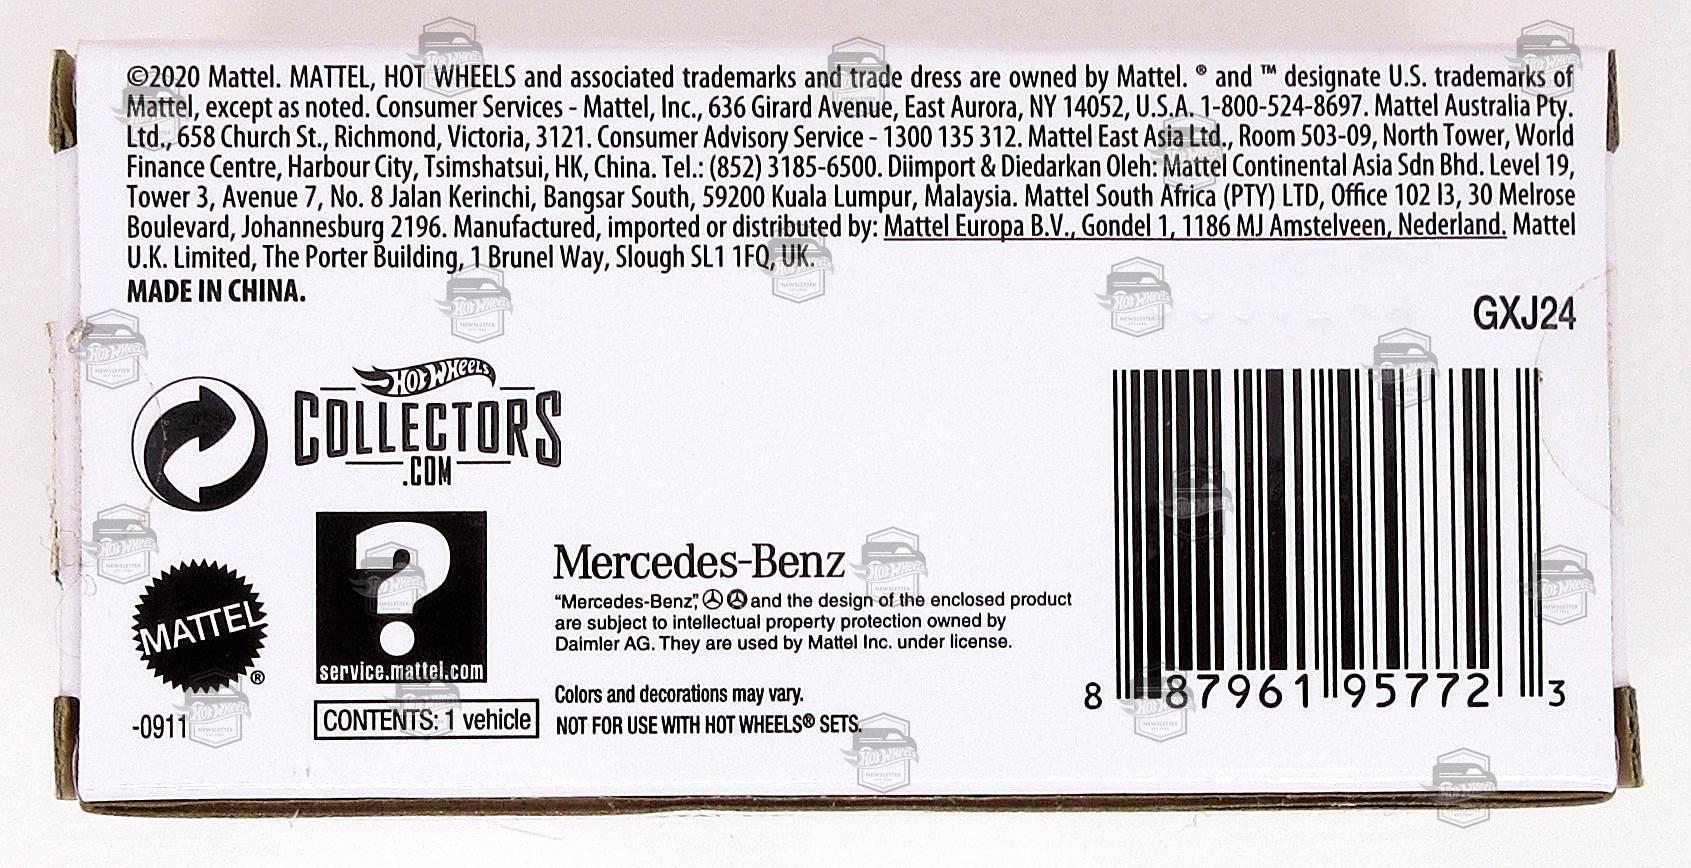 ©2020 Mattel. MATTEL, HOT WHEELS and associated trademarks and trade dress are owned by Mattel. ® and ™ designate U.S. trademarks of
Mattel, except as noted. Consumer Services - Mattel, Inc., 636 Girard Avenue, East Aurora, NY 14052, U.S.A. 1-800-524-8697. Mattel Australia Pty.
Ltd., 658 Church St., Richmond, Victoria, 3121. Consumer Advisory Service - 1300 135 312. Mattel East Asia Ltd., Room 503-09, North Tower, World
Finance Centre, Harbour City, Tsimshatsui, HK, China. Tel.: (852) 3185-6500. Diimport & Diedarkan Oleh: Mattel Continental Asia Sdn Bhd. Level 19,
Tower 3, Avenue 7, No. 8 Jalan Kerinchi, Bangsar South, 59200 Kuala Lumpur, Malaysia. Mattel South Africa (PTY) LTD, Office 102 I3, 30 Melrose
Boulevard, Johannesburg 2196. Manufactured, imported or distributed by: Mattel Europa B.V., Gondel 1, 1186 MJ Amstelveen, Nederland. Mattel
U.K. Limited, The Porter Building, 1 Brunel Way, Slough SL1 1FQ, UK.
MADE IN CHINA.
GXJ24
HOT WHEELS
COLLECTORS
.COM
MATTEL
®
-0911
?
service.mattel.com
CONTENTS: 1 vehicle
Mercedes-Benz
"Mercedes-Benz", and the design of the enclosed product
are subject to intellectual property protection owned by
Daimler AG. They are used by Mattel Inc. under license.
Colors and decorations may vary.
NOT FOR USE WITH HOT WHEELS® SETS.
8 87961 95772 3
HOT WHEELS
NEWSLETTER